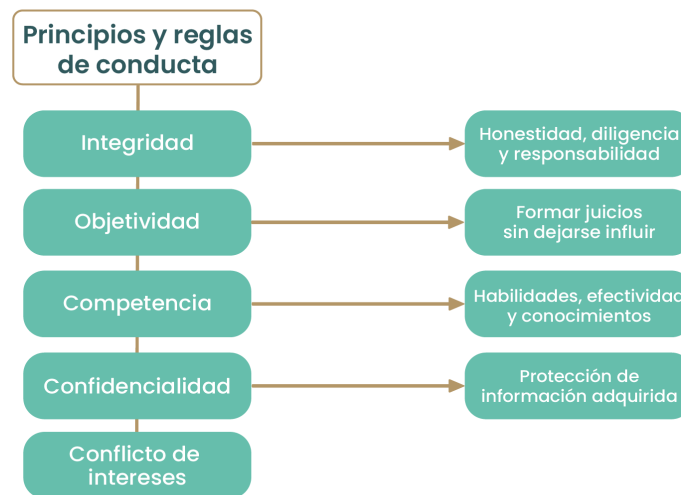 Principios y reglas
de conducta
Integridad
Honestidad, diligencia
y responsabilidad
Objetividad
Formar juicios
sin dejarse influir
Competencia
Habilidades, efectividad
y conocimientos
Confidencialidad
Protección de
información adquirida
Conflicto de
intereses